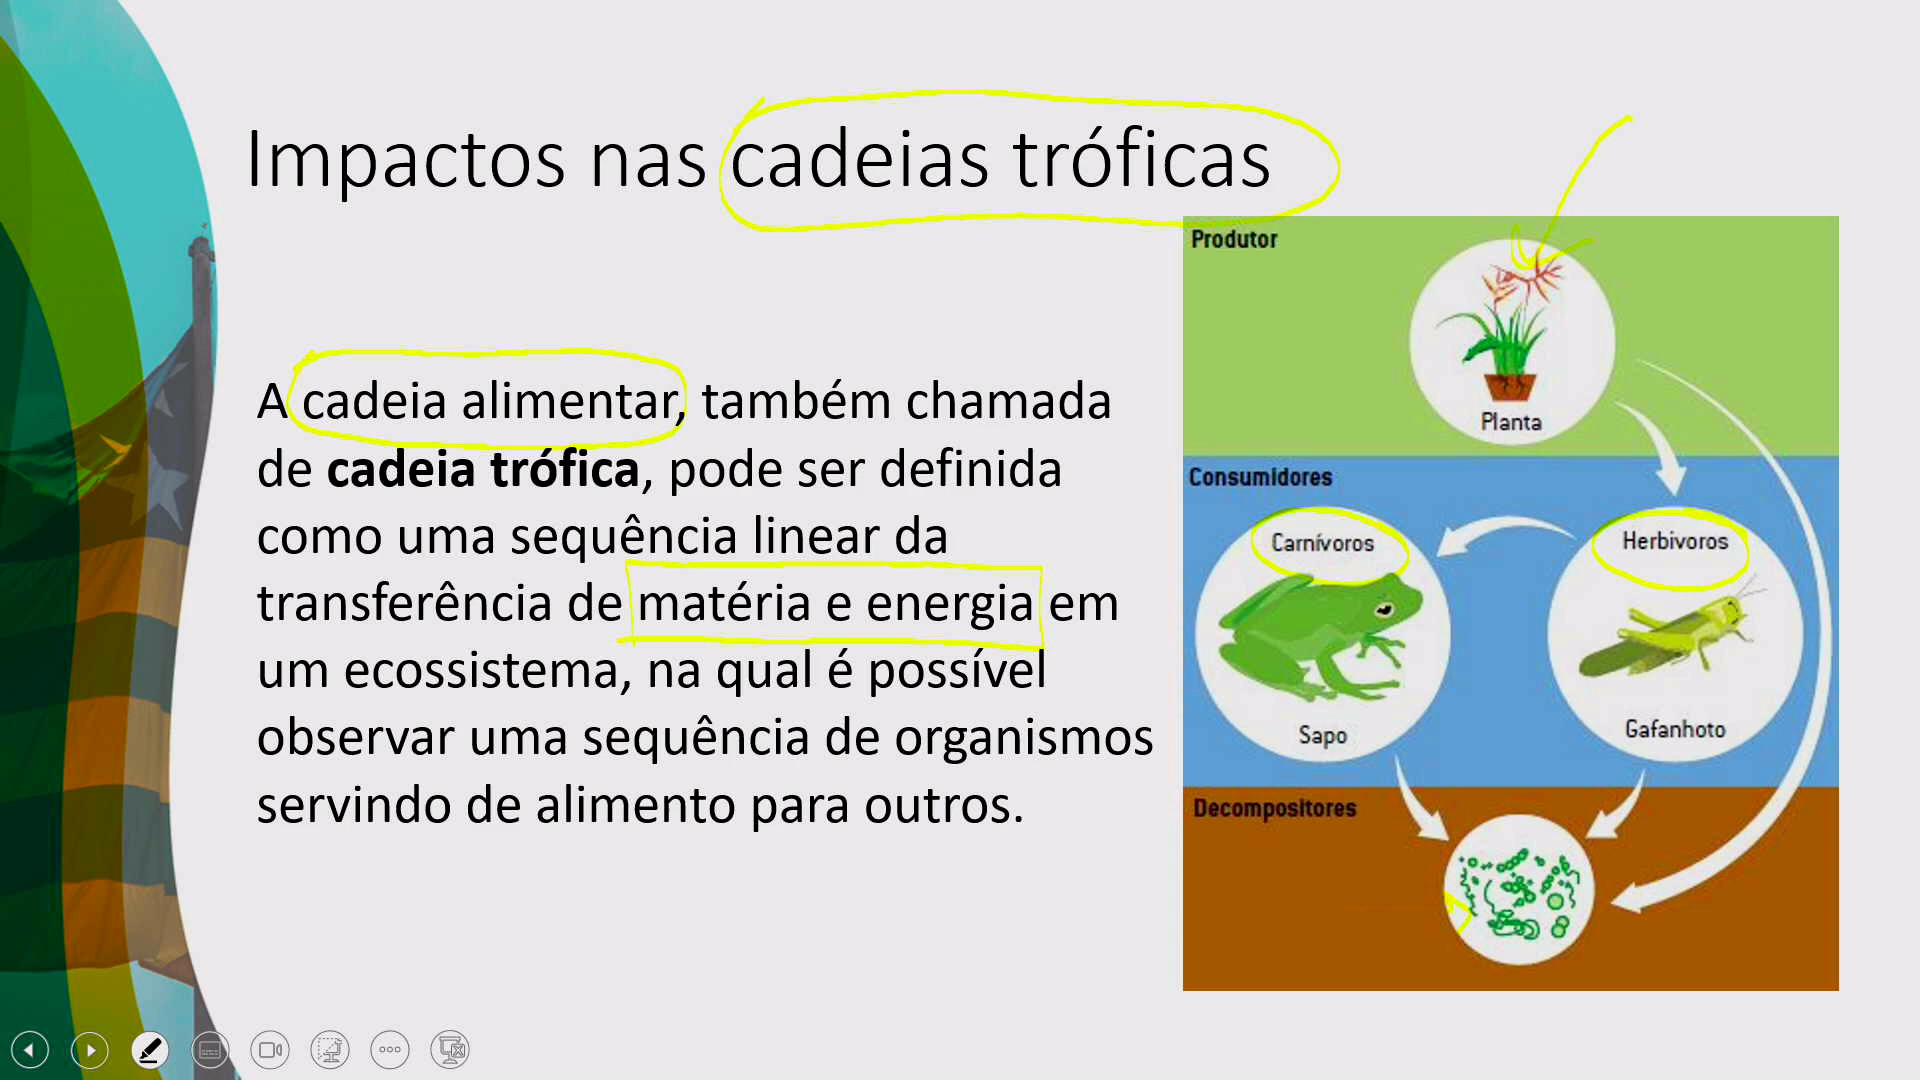 Impactos nas cadeias tróficas
A cadeia alimentar, também chamada
de cadeia trófica, pode ser definida
como uma sequência linear da
transferência de matéria e energia em
um ecossistema, na qual é possível
observar uma sequência de organismos
servindo de alimento para outros.
Produtor
Planta
Consumidores
Carnívoros
Herbivoros
Sapo
Gafanhoto
Decompositores